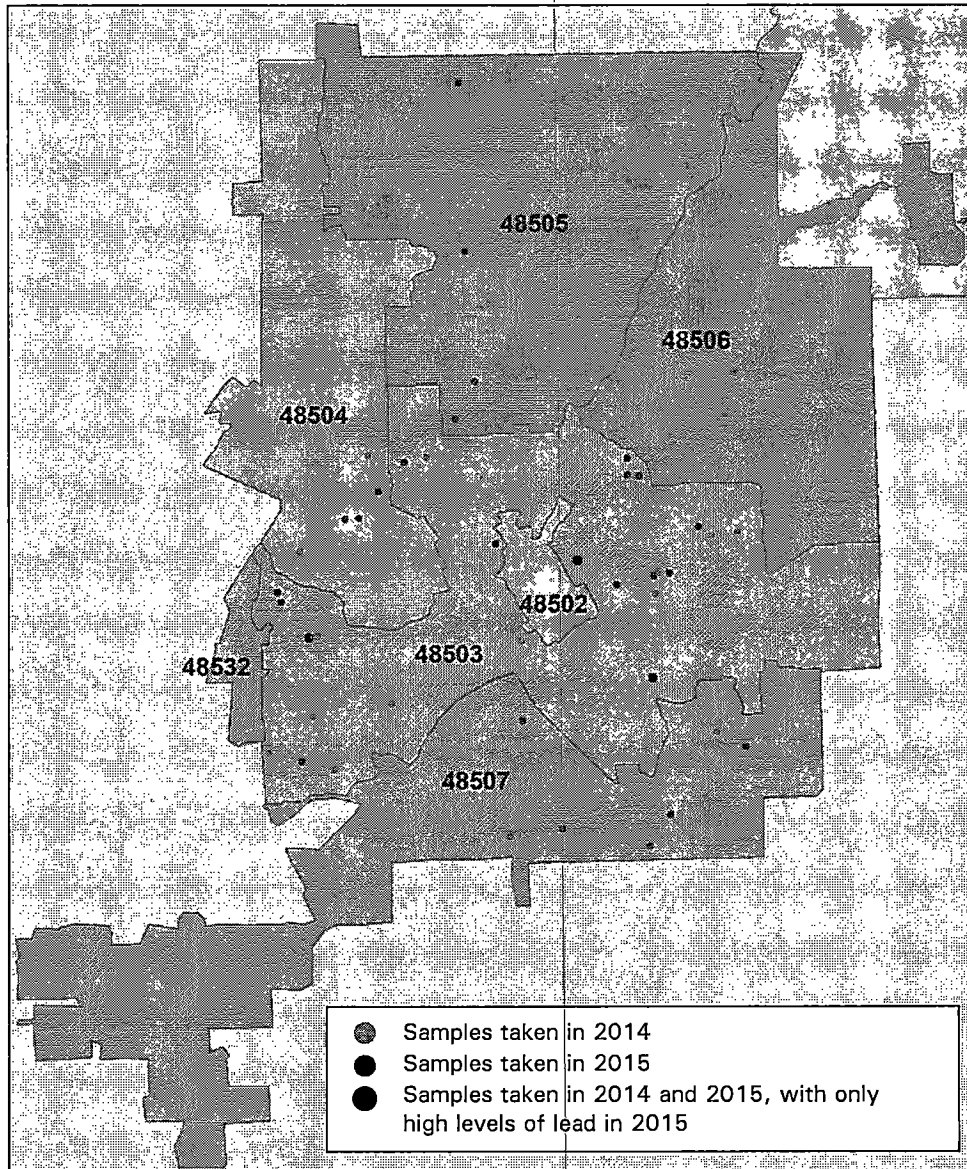 48505
48506
48504
48502
48503
48532
48507
Samples taken in 2014
Samples taken in 2015
Samples taken in 2014 and 2015, with only
high levels of lead in 2015